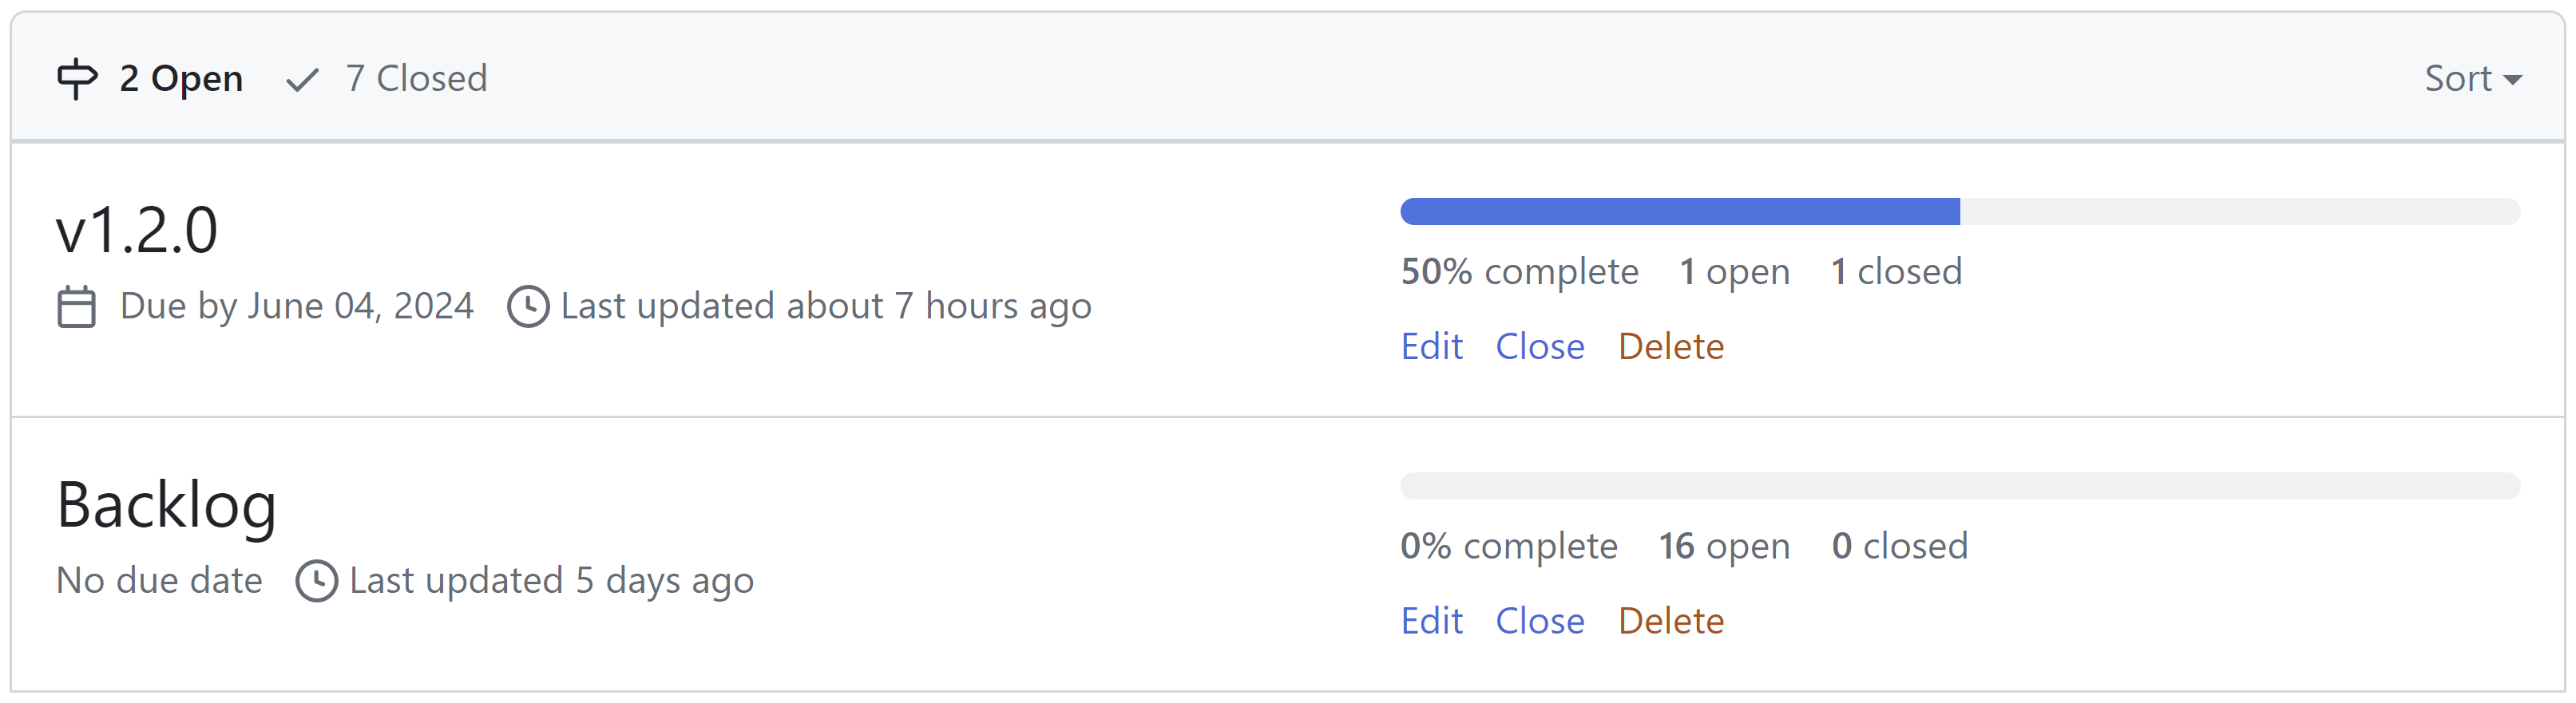 2 Open 7 Closed Sort
v1.2.0
Due by June 04, 2024 Last updated about 7 hours ago
50% complete 1 open 1 closed
Edit Close Delete
Backlog
No due date Last updated 5 days ago
0% complete 16 open 0 closed
Edit Close Delete